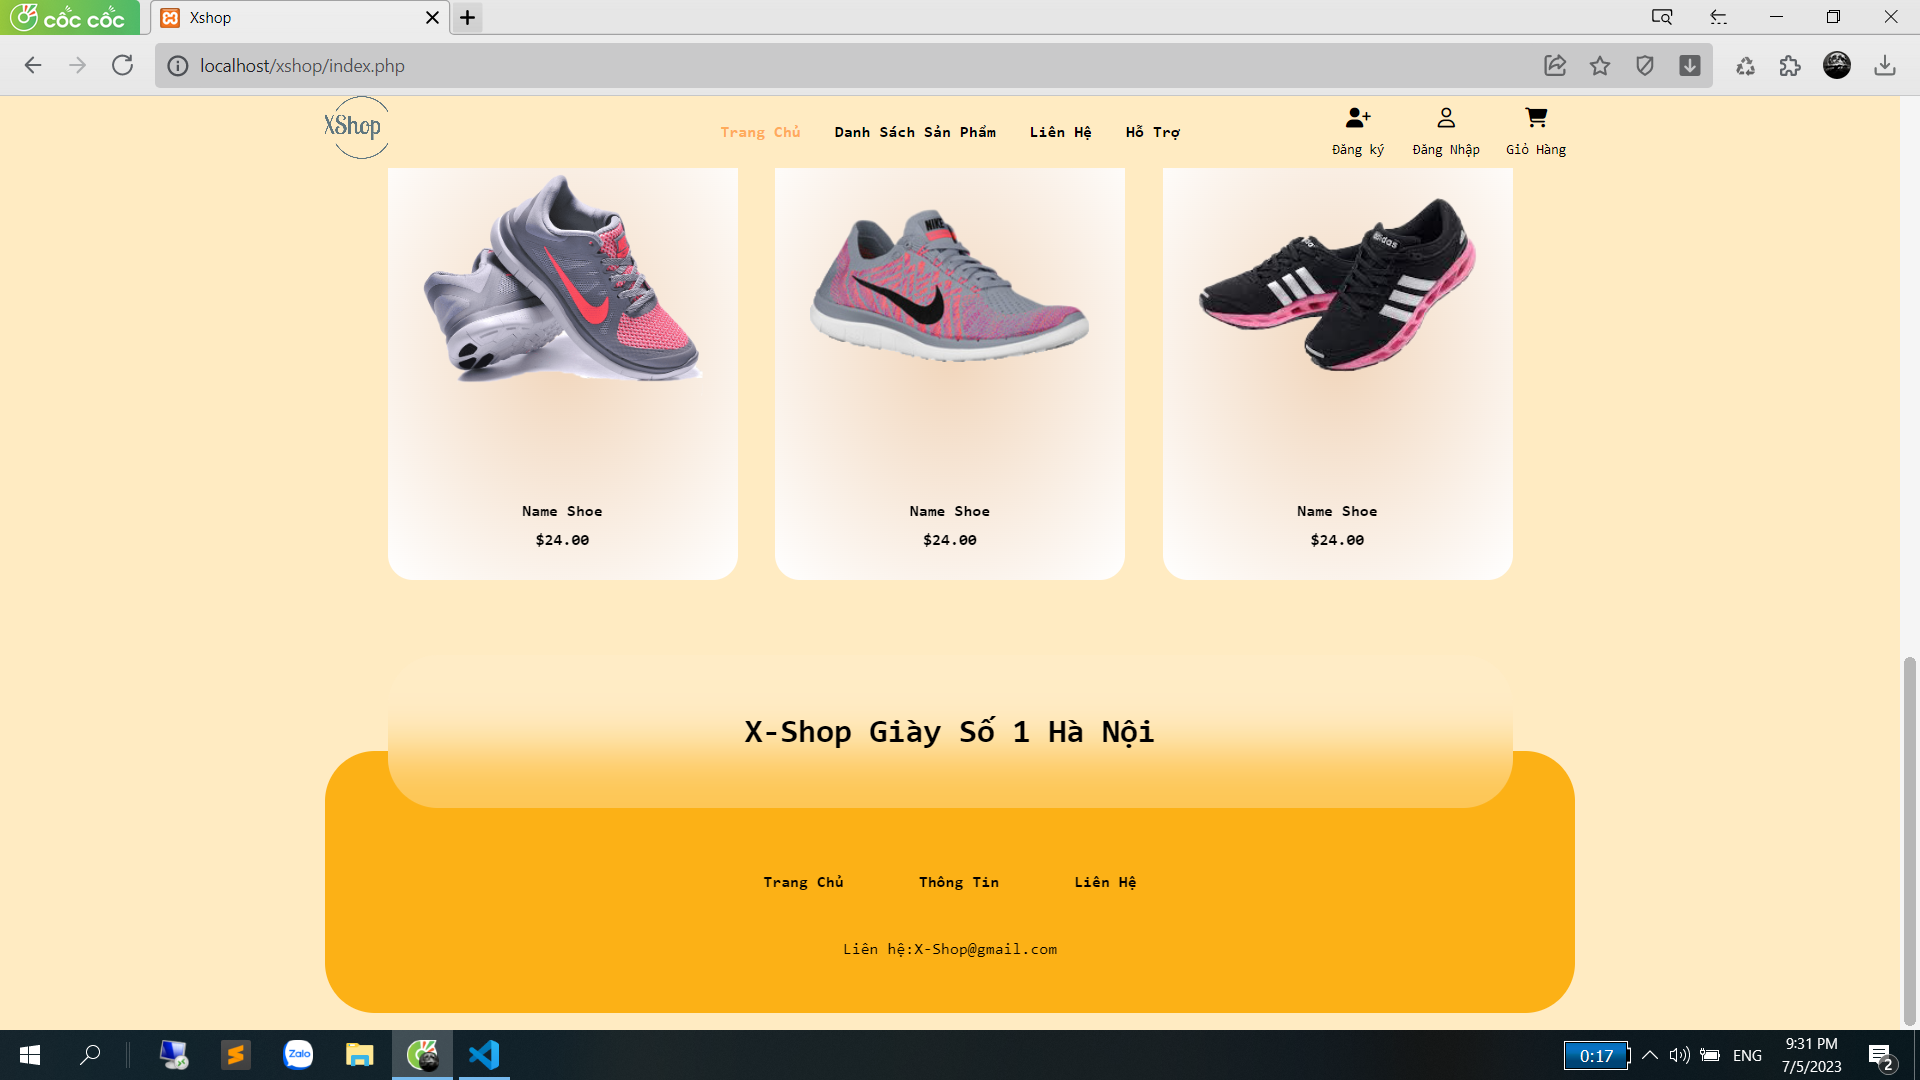 cốc cốc
Xshop
localhost/xshop/index.php
XShop
Trang Chủ
Danh Sách Sản Phẩm
Liên Hệ
Hỗ Trợ
Đăng ký
Đăng Nhập
Giỏ Hàng
NIKE
adidas
Name Shoe
$24.00
Name Shoe
$24.00
Name Shoe
$24.00
X-Shop Giày Số 1 Hà Nội
Trang Chủ
Thông Tin
Liên Hệ
Liên hệ:X-Shop@gmail.com
Zalo
0:17
ENG
9:31 PM
7/5/2023
2